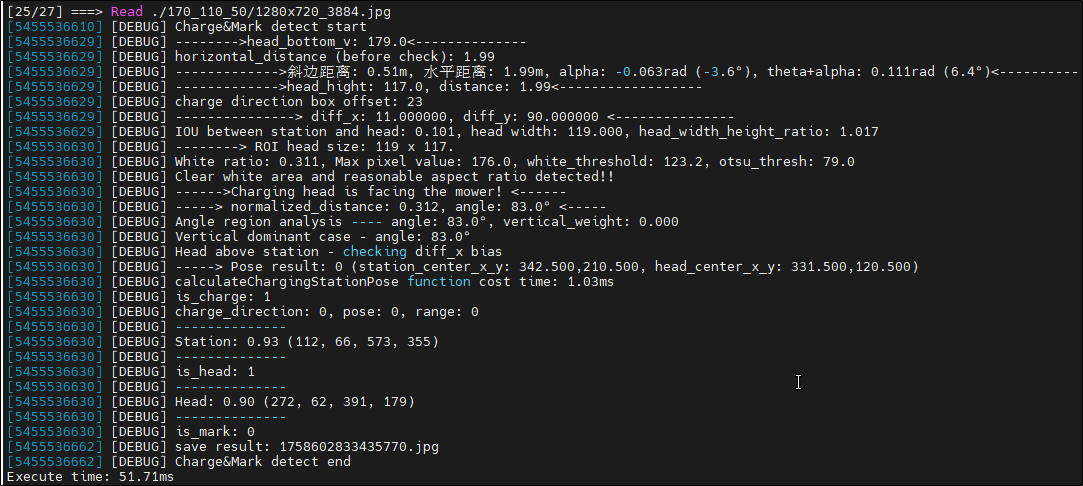 [25/27] ===> Read ./170_110_50/1280x720_3884.jpg
[5455536610] [DEBUG] Charge&Mark detect start
[5455536629] [DEBUG] -------->head_bottom_v: 179.0<--------------
[5455536629] [DEBUG] horizontal_distance (before check): 1.99
[5455536629] [DEBUG] ------------->斜边距离: 0.51m, 水平距离: 1.99m, alpha: -0.063rad (-3.6°), theta+alpha: 0.111rad (6.4°)<----------
[5455536629] [DEBUG] ------------->head_hight: 117.0, distance: 1.99<------------------
[5455536629] [DEBUG] charge direction box offset: 23
[5455536629] [DEBUG] ---------------> diff_x: 11.000000, diff_y: 90.000000 <---------------
[5455536629] [DEBUG] IOU between station and head: 0.101, head width: 119.000, head_width_height_ratio: 1.017
[5455536629] [DEBUG] --------> ROI head size: 119 x 117.
[5455536629] [DEBUG] White ratio: 0.311, Max pixel value: 176.0, white_threshold: 123.2, otsu_thresh: 79.0
[5455536629] [DEBUG] Clear white area and reasonable aspect ratio detected!!
[5455536630] [DEBUG] ------>Charging head is facing the mower! <------
[5455536630] [DEBUG] -----> normalized_distance: 0.312, angle: 83.0° <-----
[5455536630] [DEBUG] Angle region analysis ---- angle: 83.0°, vertical_weight: 0.000
[5455536630] [DEBUG] Vertical dominant case - angle: 83.0°
[5455536630] [DEBUG] Head above station - checking diff_x bias
[5455536630] [DEBUG] -----> Pose result: 0 (station_center_x_y: 342.500,210.500, head_center_x_y: 331.500,120.500)
[5455536630] [DEBUG] calculateChargingStationPose function cost time: 1.03ms
[5455536630] [DEBUG] is_charge: 1
[5455536630] [DEBUG] charge_direction: 0, pose: 0, range: 0
[5455536630] [DEBUG] --------------
[5455536630] [DEBUG] Station: 0.93 (112, 66, 573, 355)
[5455536630] [DEBUG] --------------
[5455536630] [DEBUG] is_head: 1
[5455536630] [DEBUG] --------------
[5455536630] [DEBUG] Head: 0.90 (272, 62, 391, 179)
[5455536630] [DEBUG] --------------
[5455536630] [DEBUG] is_mark: 0
[5455536662] [DEBUG] save result: 1758602833435770.jpg
[5455536662] [DEBUG] Charge&Mark detect end
Execute time: 51.71ms